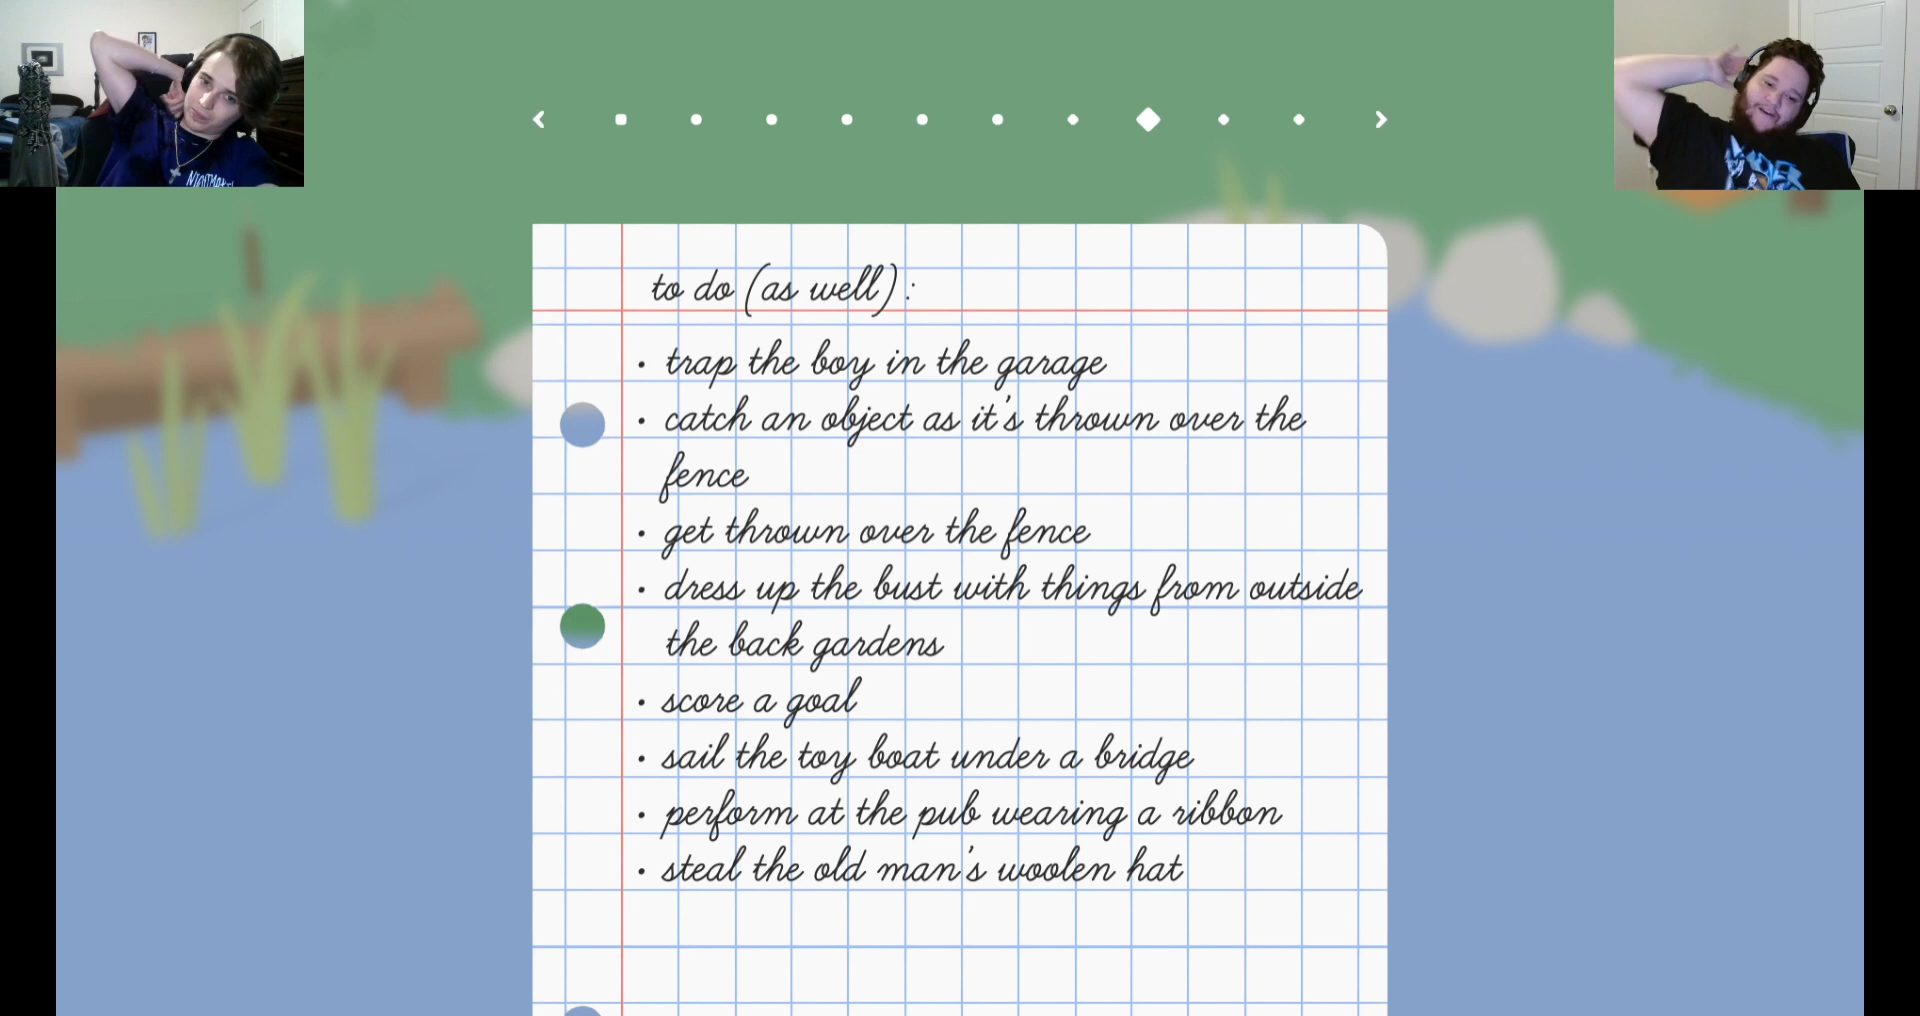 to do (as well) :
• trap the boy in the garage
• catch an object as it's thrown over the
fence
• get thrown over the fence
• dress up the bust with things from outside
the back gardens
• score a goal
• sail the toy boat under a bridge
• perform at the pub wearing a ribbon
• steal the old man's woolen hat